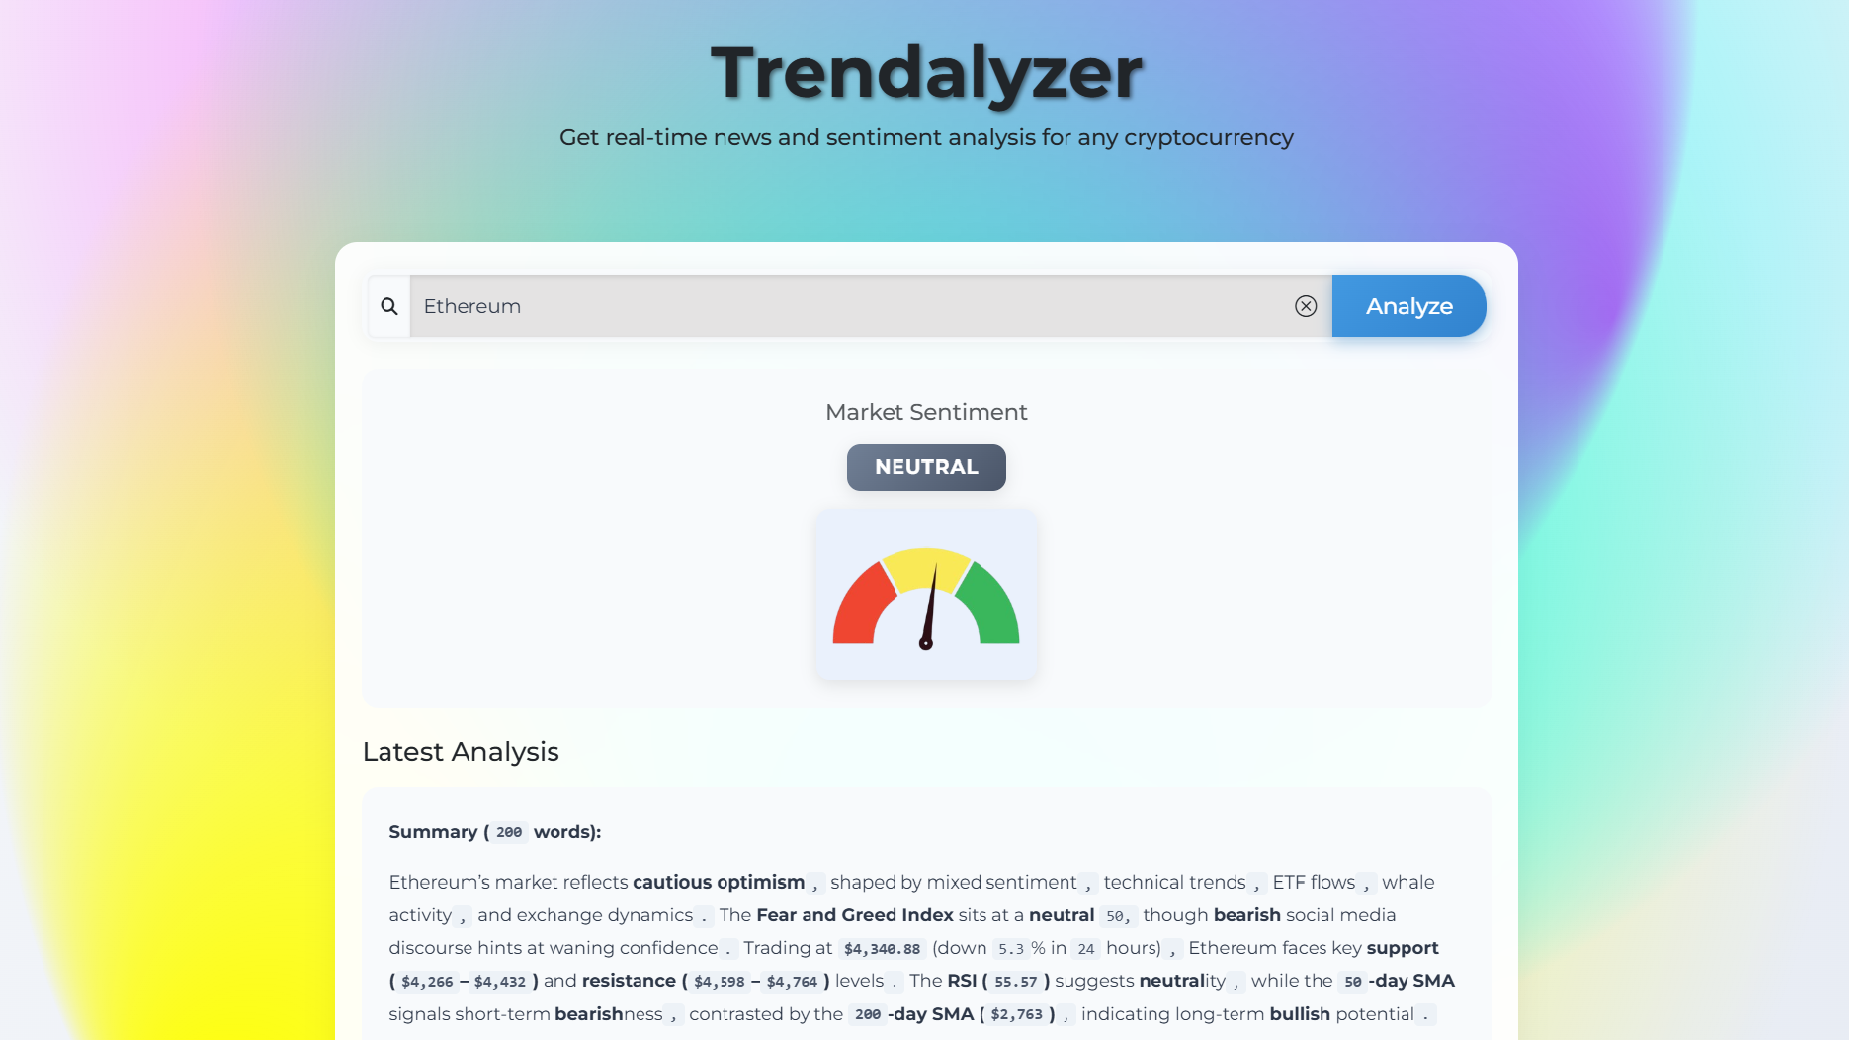 Trendalyzer
Get real-time news and sentiment analysis for any cryptocurrency
Ethereum
Analyze
Market Sentiment
NEUTRAL
Latest Analysis
Summary (200 words):
Ethereum’s market reflects cautious optimism, shaped by mixed sentiment, technical trends, ETF flows, whale
activity, and exchange dynamics. The Fear and Greed Index sits at a neutral 50, though bearish social media
discourse hints at waning confidence. Trading at $4,340.88 (down 5.3% in 24 hours), Ethereum faces key support
($4,266–$4,432) and resistance ($4,598–$4,764) levels. The RSI (55.57) suggests neutrality, while the 50-day SMA
signals short-term bearishness, contrasted by the 200-day SMA ($2,763), indicating long-term bullish potential.